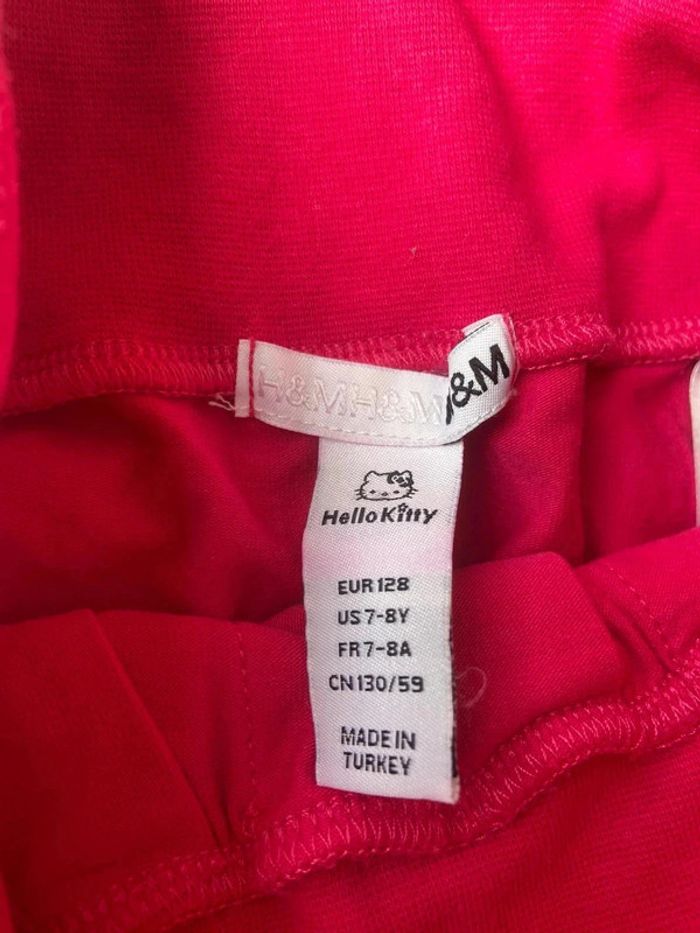 H&MH&M
&M
Hello Kitty
EUR 128
US 7-8Y
FR 7-8A
CN 130/59
MADE IN
TURKEY